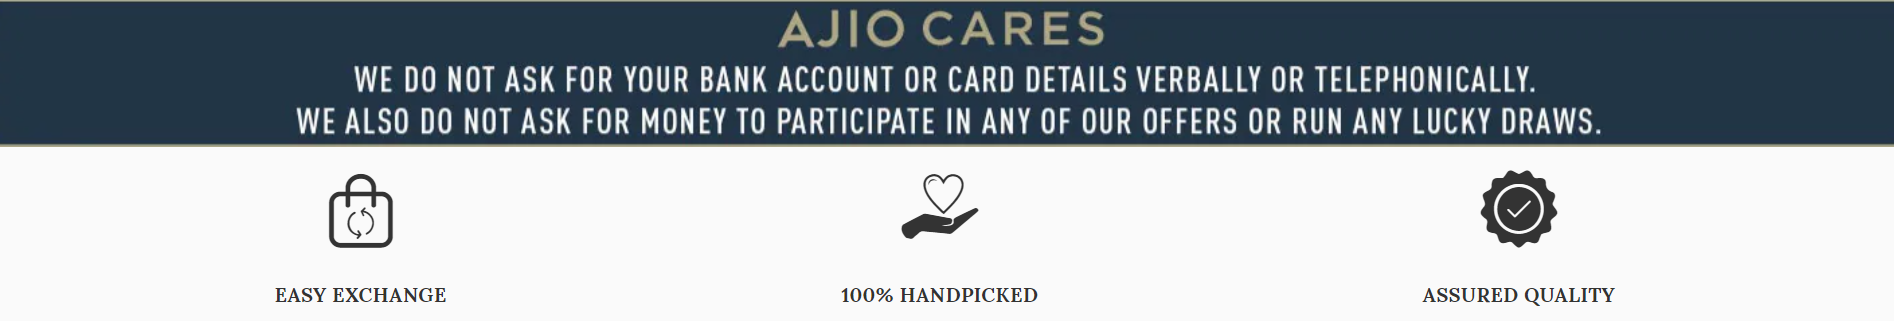 AJIO CARES
WE DO NOT ASK FOR YOUR BANK ACCOUNT OR CARD DETAILS VERBALLY OR TELEPHONICALLY.
WE ALSO DO NOT ASK FOR MONEY TO PARTICIPATE IN ANY OF OUR OFFERS OR RUN ANY LUCKY DRAWS.
EASY EXCHANGE
100% HANDPICKED
ASSURED QUALITY